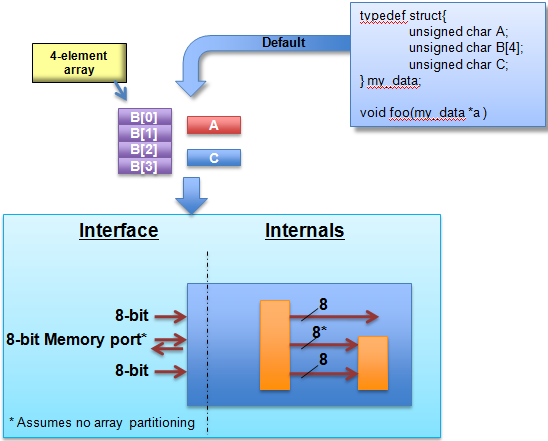 typedef struct{
unsigned char A;
unsigned char B[4];
unsigned char C;
} my_data;
void foo(my_data *a )
Default
4-element
array
B[0]
B[1]
B[2]
B[3]
A
C
Interface
Internals
8-bit
8-bit Memory port*
8-bit
8
8*
8
* Assumes no array partitioning